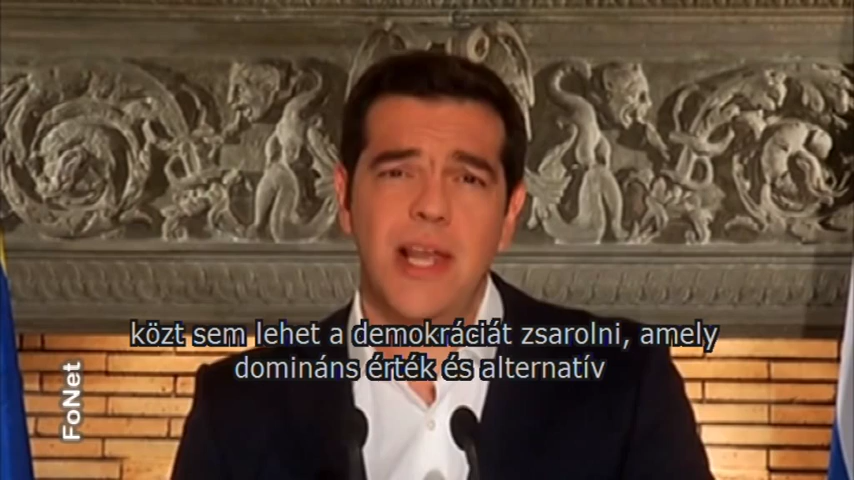 közt sem lehet a demokráciát zsarolni, amely
domináns érték és alternatív
FoNet